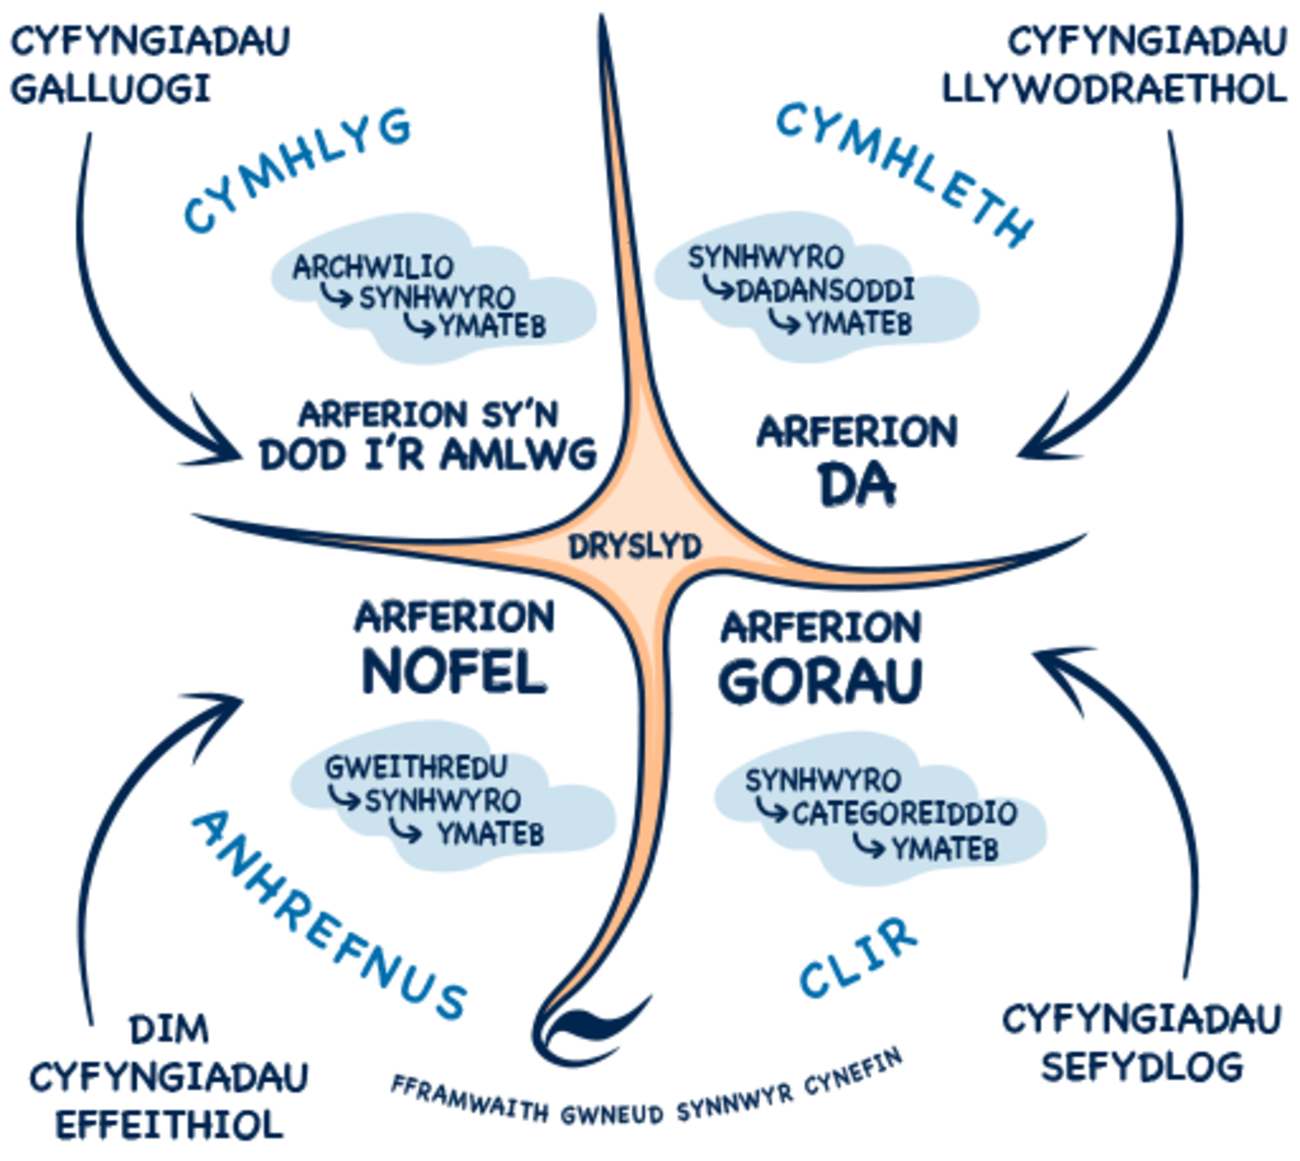 CYFYNGIADAU
GALLUOGI
CYMHLYG
ARCHWILIO
SYNHWYRO
YMATEB
ARFERION SY'N
DOD I'R AMLWG
CYFYNGIADAU
LLYWODRAETHOL
CYMHLETH
SYNHWYRO
DADANSODDI
YMATEB
ARFERION
DA
DRYSLYD
ARFERION
NOFEL
GWEITHREDU
SYNHWYRO
YMATEB
ANHREFNUS
DIM
CYFYNGIADAU
EFFEITHIOL
ARFERION
GORAU
SYNHWYRO
CATEGOREIDDIO
YMATEB
CLIR
CYFYNGIADAU
SEFYDLOG
FFRAMWAITH GWNEUD SYNNWYR CYNEFIN